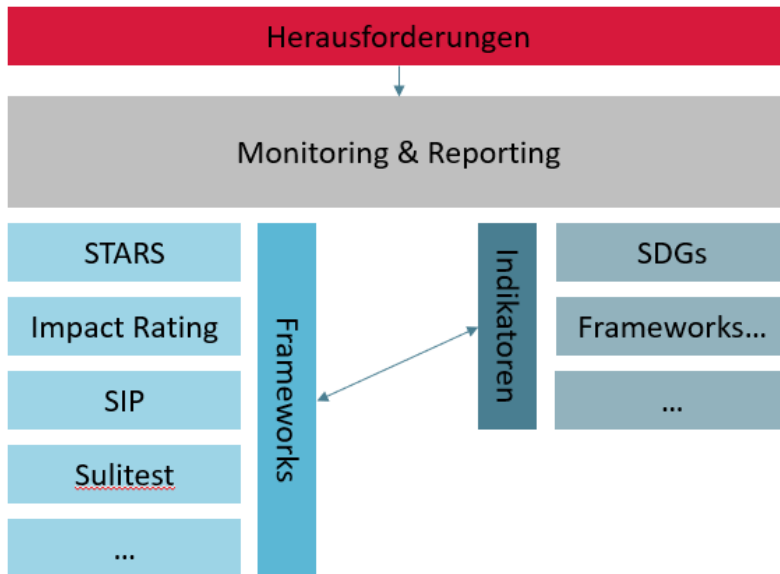 Herausforderungen
Monitoring & Reporting
STARS
Impact Rating
SIP
Sulitest
...
Frameworks
Indikatoren
SDGs
Frameworks...
...